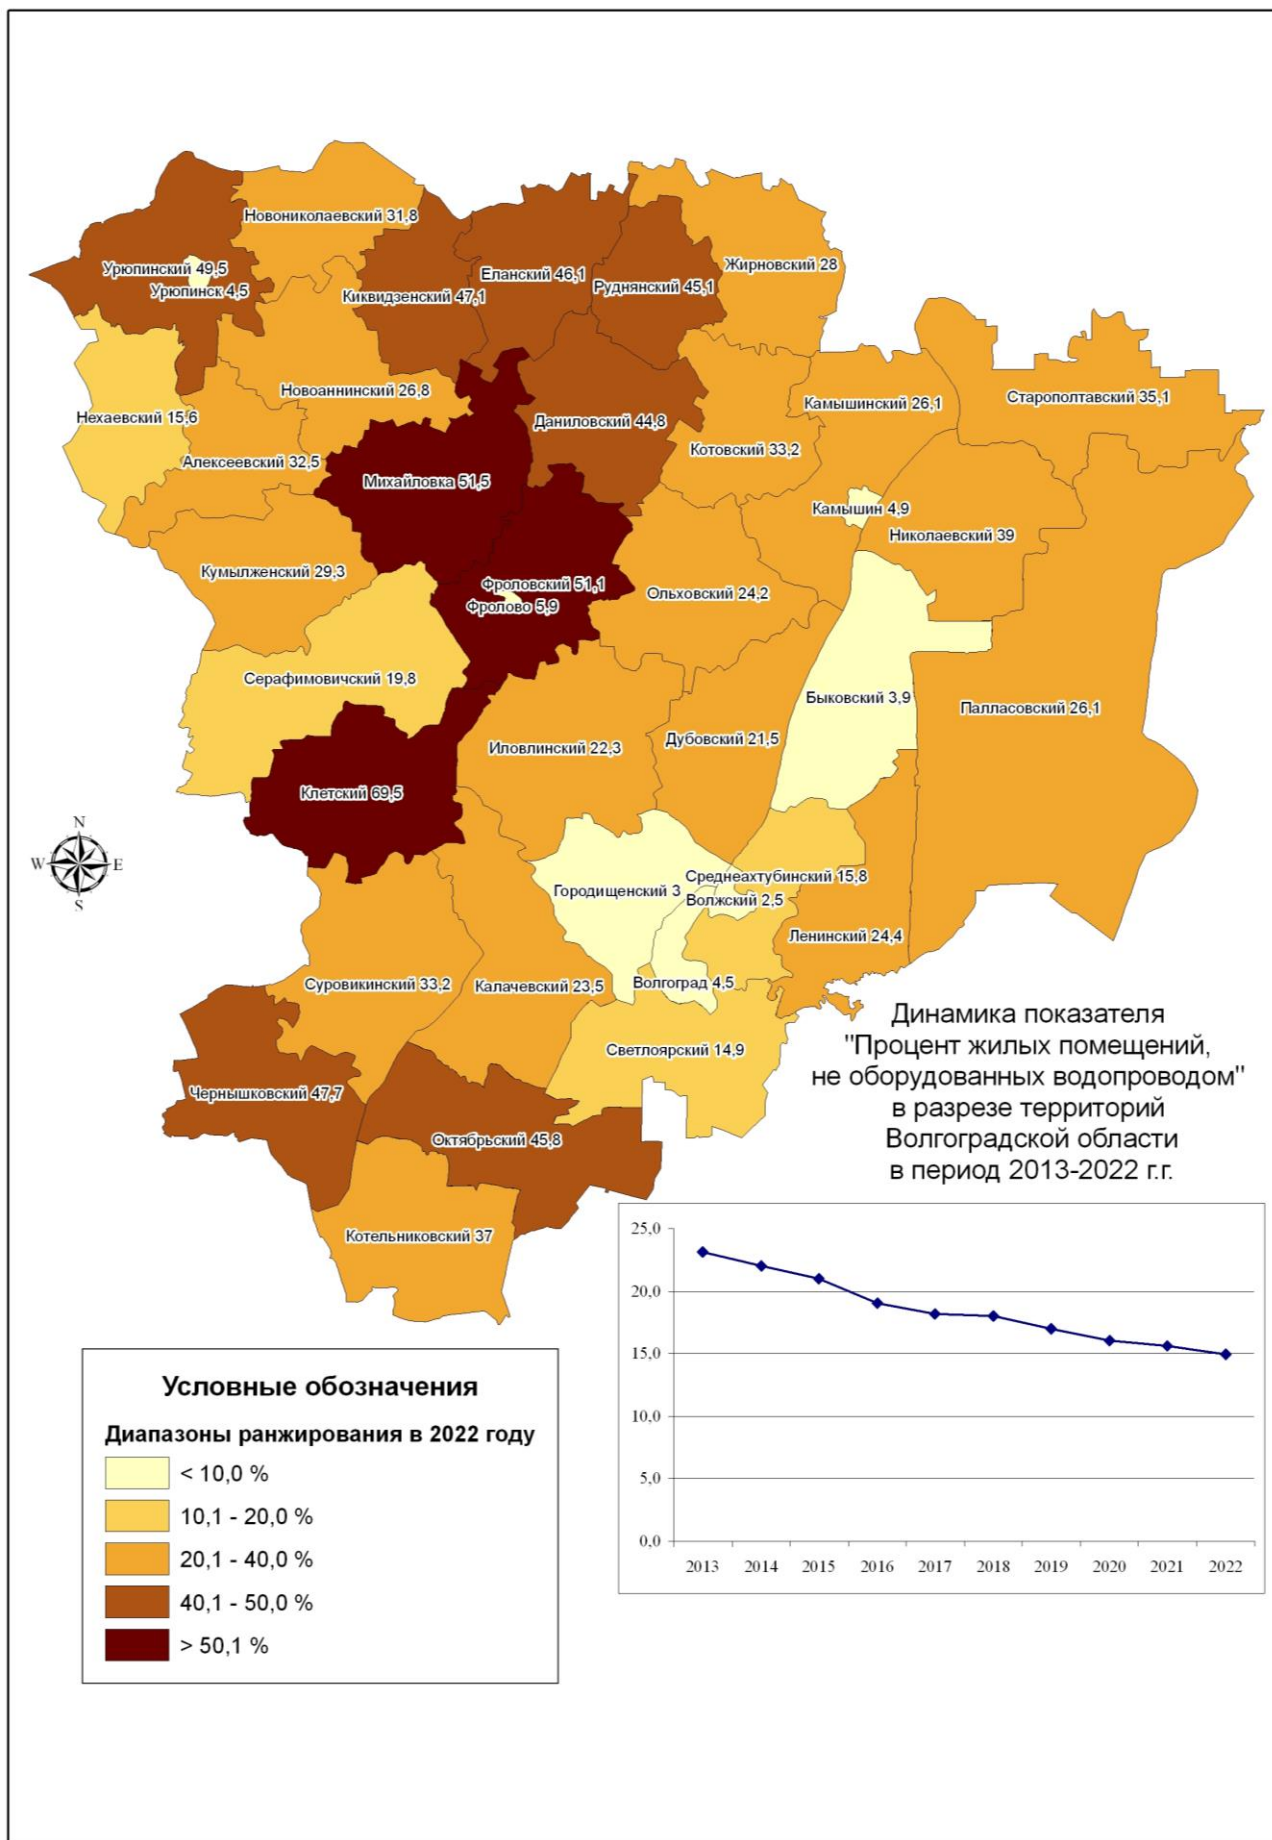 Новониколаевский 31,8
Урюпинский 49,5
Урюпинск 4,5
Киквидзенский 47,1
Еланский 46,1
Руднянский 45,1
Жирновский 28
Нехаевский 15,6
Новоаннинский 26,8
Алексеевский 32,5
Михайловка 51,5
Даниловский 44,8
Котовский 33,2
Камышинский 26,1
Старополтавский 35,1
Камышин 4,9
Николаевский 39
Кумылженский 29,3
Фроловский 51,1
Фролово 5,9
Ольховский 24,2
Серафимовичский 19,8
Быковский 3,9
Палласовский 26,1
Иловлинский 22,3
Дубовский 21,5
Клетский 69,5
N
W
E
S
Городищенский 3
Среднеахтубинский 15,8
Волжский 2,5
Ленинский 24,4
Суровикинский 33,2
Калачевский 23,5
Волгоград 4,5
Светлоярский 14,9
Чернышковский 47,7
Октябрьский 45,8
Котельниковский 37
Динамика показателя
"Процент жилых помещений,
не оборудованных водопроводом"
в разрезе территорий
Волгоградской области
в период 2013-2022 г.г.
25,0
20,0
15,0
10,0
5,0
0,0
2013 2014 2015 2016 2017 2018 2019 2020 2021 2022
Условные обозначения
Диапазоны ранжирования в 2022 году
< 10,0 %
10,1 - 20,0 %
20,1 - 40,0 %
40,1 - 50,0 %
> 50,1 %